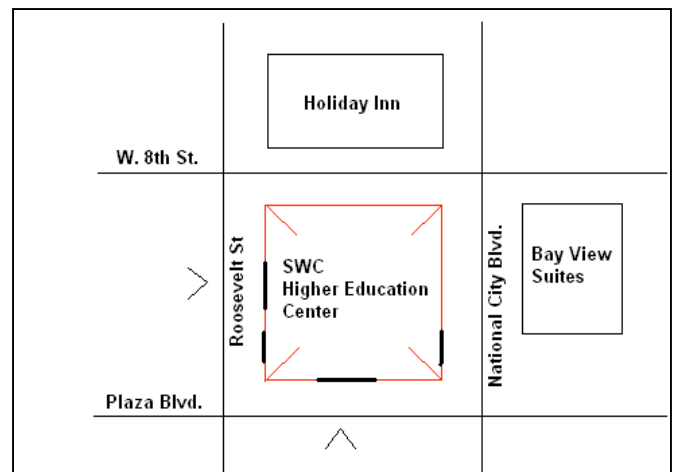 Holiday Inn
W. 8th St.
Roosevelt St
SWC
Higher Education
Center
National City Blvd.
Bay View
Suites
Plaza Blvd.